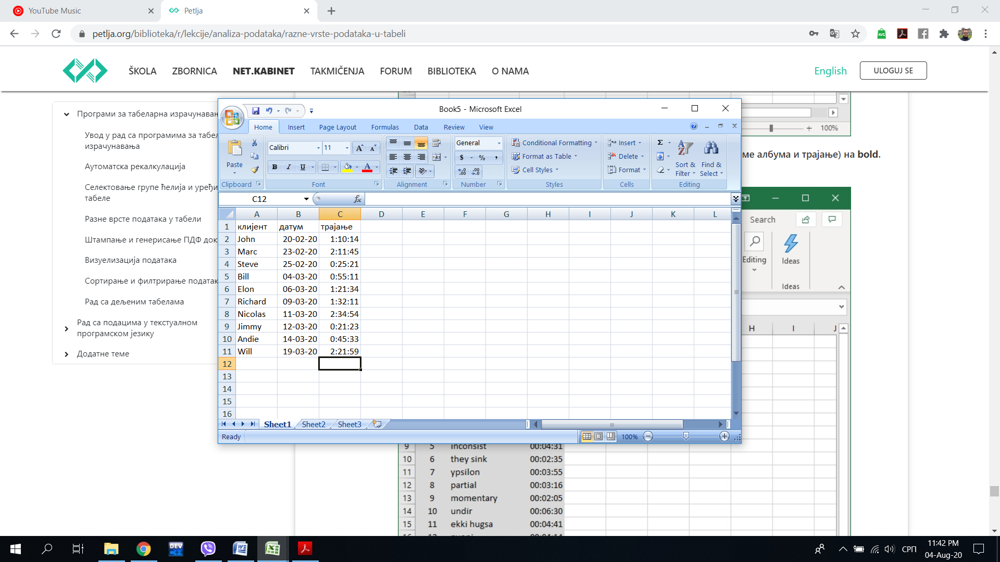 YouTube Music
Petlja
petlja.org/biblioteka/r/lekcije/analiza-podataka/razne-vrste-podataka-u-tabeli
ŠKOLA ZBORNICA NET.KABINET TAKMIČENJA FORUM BIBLIOTEKA O NAMA English ULOGUJ SE
Програми за табеларна израчунаван
Увод у рад са програмима за табел
израчунавања
Аутоматска рекалкулација
Селектовање групе ћелија и уређи
табеле
Разне врсте података у табели
Штампање и генерисање ПДФ док
Визуелизација података
Сортирање и филтрирање податак
Рад са дељеним табелама
Рад са подацима у текстуалном
програмском језику
Додатне теме
100%
ме албума и трајање) на bold.
Book5 - Microsoft Excel
Home Insert Page Layout Formulas Data Review View
Paste
Clipboard
Calibri 11
B I U
Font
Alignment
General
$ % ,
Number
Conditional Formatting
Format as Table
Cell Styles
Styles
Insert
Delete
Format
Cells
Σ
Sort &
Filter
Find &
Select
Editing
C12 fx
A B C D E F G H I J K L
1 клијент датум трајање
2 John 20-02-20 1:10:14
3 Marc 23-02-20 2:11:45
4 Steve 25-02-20 0:25:21
5 Bill 04-03-20 0:55:11
6 Elon 06-03-20 1:21:34
7 Richard 09-03-20 1:32:11
8 Nicolas 11-03-20 2:34:54
9 Jimmy 12-03-20 0:21:23
10 Andie 14-03-20 0:45:33
11 Will 19-03-20 2:21:59
12
13
14
15
16
Sheet1 Sheet2 Sheet3
Ready 100%
Search
Editing
Ideas
Ideas
H I J
9 5 inconsist 00:04:31
10 6 they sink 00:02:35
11 7 ypsilon 00:03:55
12 8 partial 00:03:16
13 9 momentary 00:02:05
14 10 undir 00:06:30
15 11 ekki hugsa 00:04:41
DEV
СРП
11:42 PM
04-Aug-20